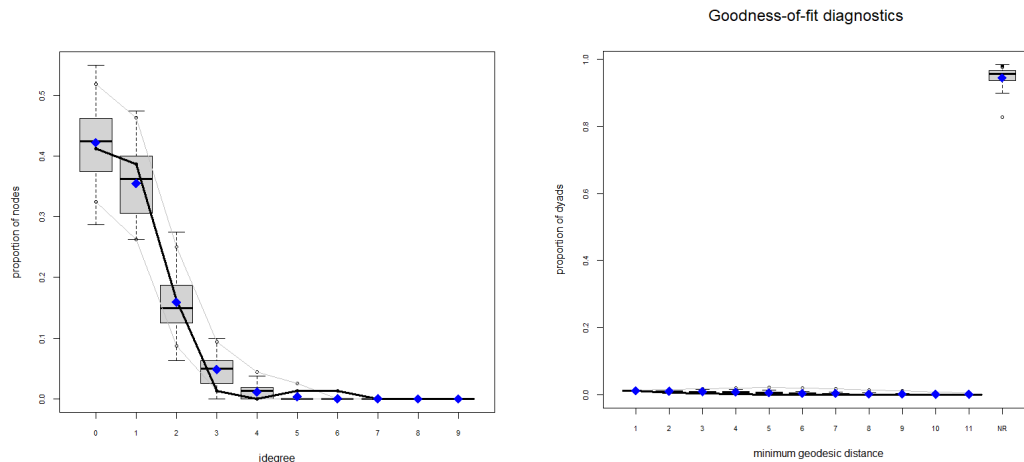 Goodness-of-fit diagnostics
proportion of nodes
0.5
0.4
0.3
0.2
0.1
0.0
0 1 2 3 4 5 6 7 8 9
idegree
proportion of dyads
1.0
0.8
0.6
0.4
0.2
0.0
1 2 3 4 5 6 7 8 9 10 11 NR
minimum geodesic distance